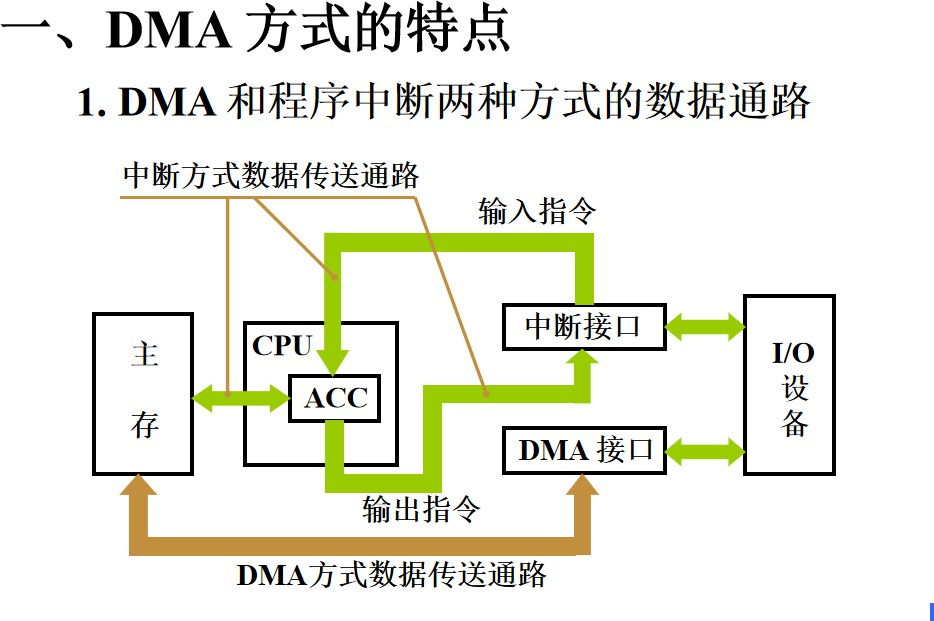 一、DMA 方式的特点
1. DMA 和程序中断两种方式的数据通路
中断方式数据传送通路
输入指令
主
存
CPU
ACC
中断接口
DMA 接口
I/O
设
备
输出指令
DMA方式数据传送通路